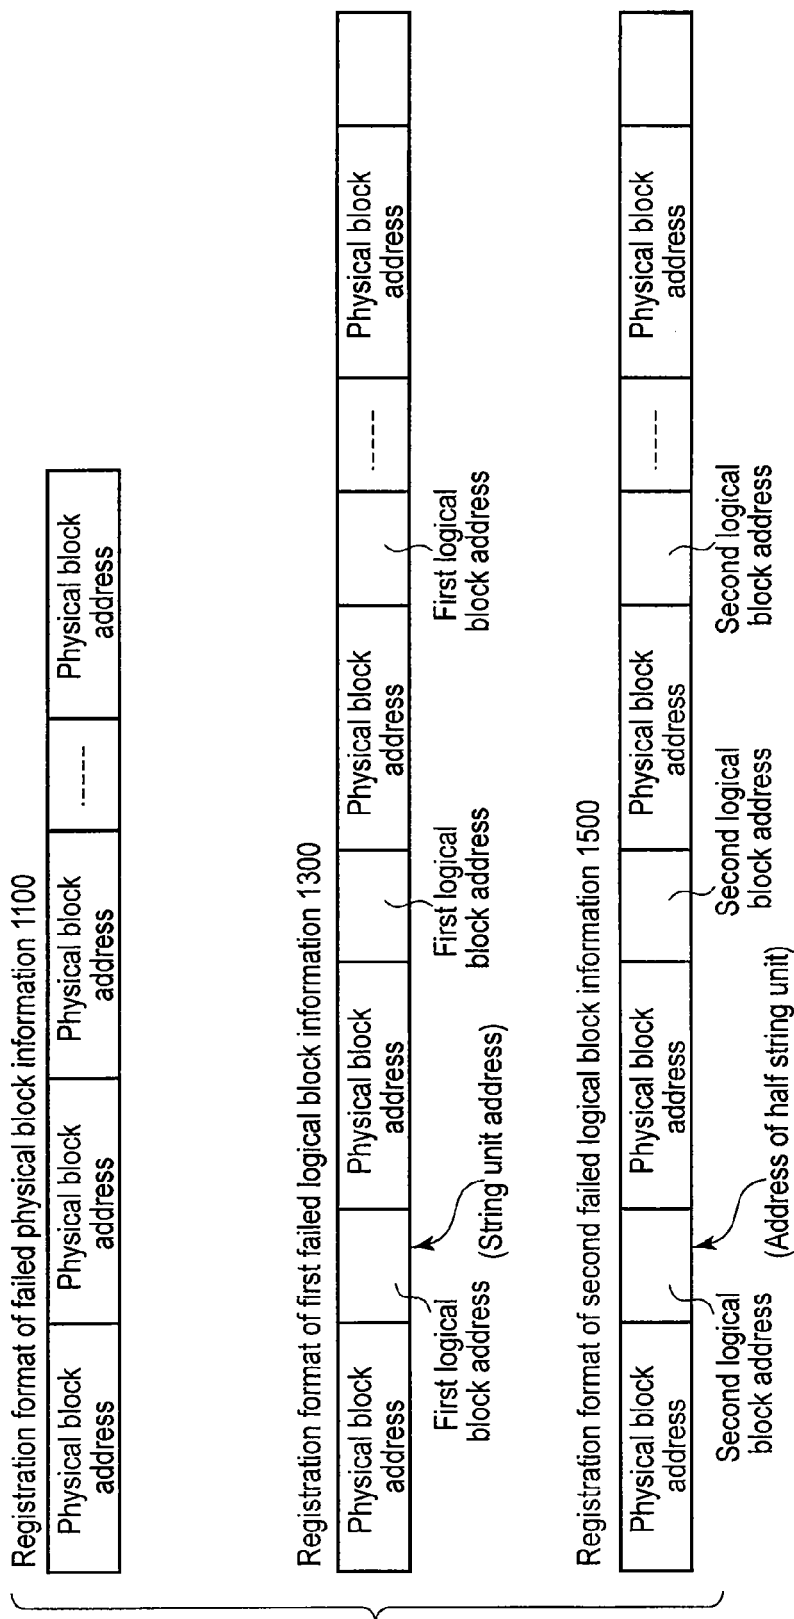 Registration format of failed physical block information 1100
Physical block
address
Physical block
address
Physical block
address
------
Physical block
address
Registration format of first failed logical block information 1300
Physical block
address
Physical block
address
Physical block
address
------
Physical block
address
First logical
block address
(String unit address)
First logical
block address
First logical
block address
Registration format of second failed logical block information 1500
Physical block
address
Physical block
address
Physical block
address
------
Physical block
address
Second logical
block address
(Address of half string unit)
Second logical
block address
Second logical
block address